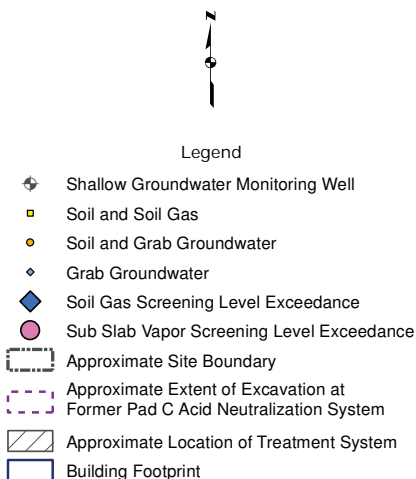 N
Legend
Shallow Groundwater Monitoring Well
Soil and Soil Gas
Soil and Grab Groundwater
Grab Groundwater
Soil Gas Screening Level Exceedance
Sub Slab Vapor Screening Level Exceedance
Approximate Site Boundary
Approximate Extent of Excavation at
Former Pad C Acid Neutralization System
Approximate Location of Treatment System
Building Footprint